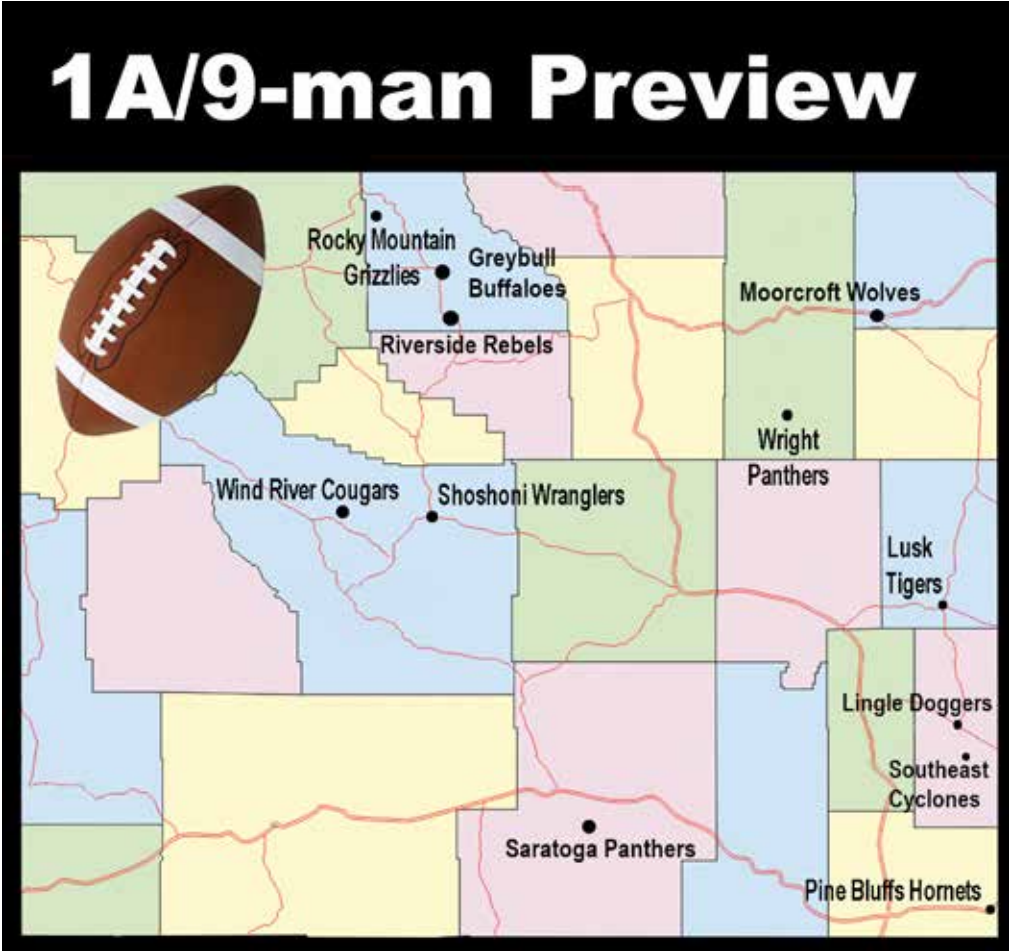 1A/9-man Preview
Rocky Mountain
Grizzlies
Greybull
Buffaloes
Riverside Rebels
Moorcroft Wolves
Wright
Panthers
Wind River Cougars
Shoshoni Wranglers
Lusk
Tigers
Lingle Doggers
Southeast
Cyclones
Saratoga Panthers
Pine Bluffs Hornets